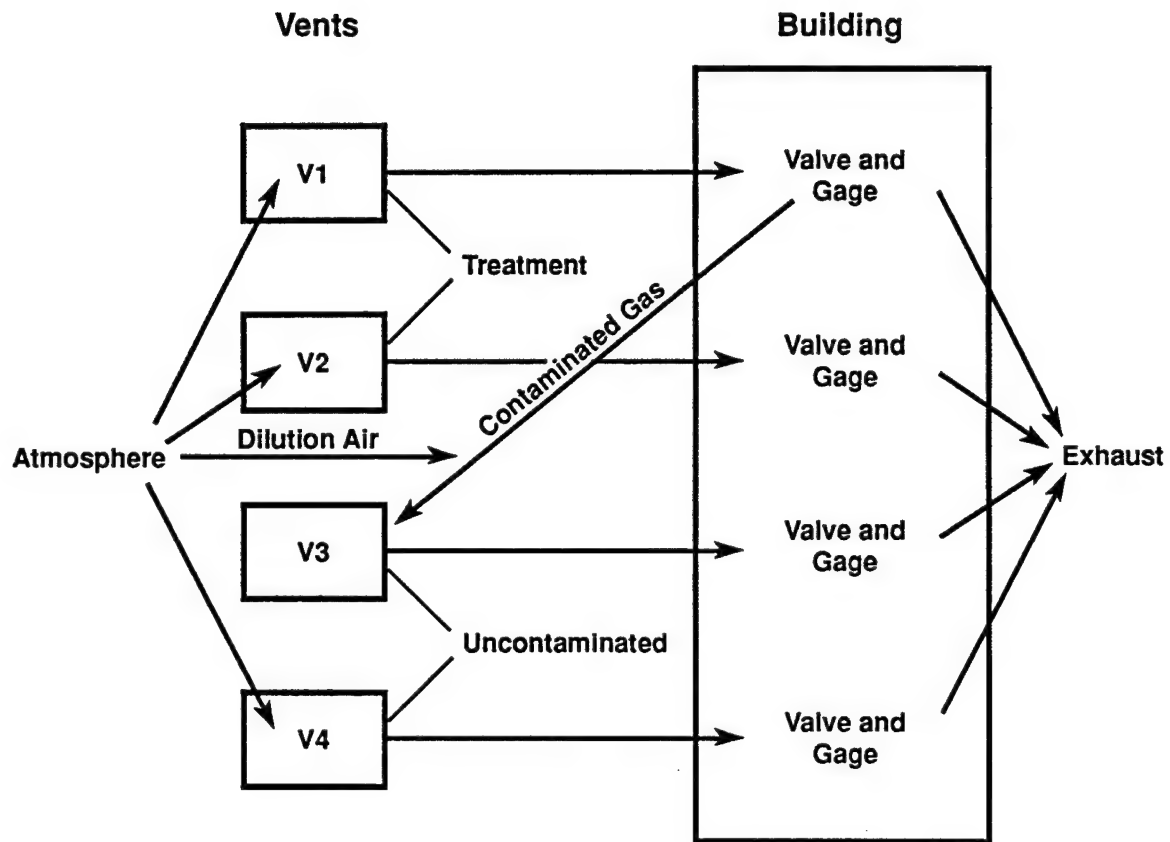 Vents
Building
V1
Valve and
Gage
Treatment
Contaminated Gas
V2
Valve and
Gage
Dilution Air
Atmosphere
Exhaust
V3
Valve and
Gage
Uncontaminated
V4
Valve and
Gage